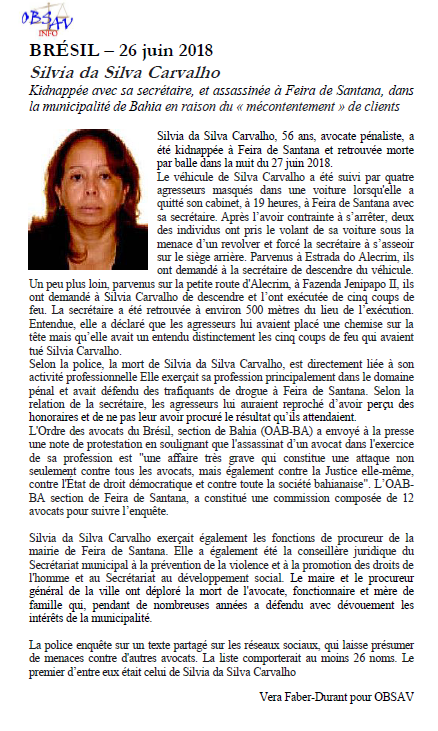 OBSAV
INFO
BRÉSIL – 26 juin 2018
Silvia da Silva Carvalho
Kidnappée avec sa secrétaire, et assassinée à Feira de Santana, dans
la municipalité de Bahia en raison du « mécontentement » de clients
Silvia da Silva Carvalho, 56 ans, avocate pénaliste, a
été kidnappée à Feira de Santana et retrouvée morte
par balle dans la nuit du 27 juin 2018.
Le véhicule de Silva Carvalho a été suivi par quatre
agresseurs masqués dans une voiture lorsqu'elle a
quitté son cabinet, à 19 heures, à Feira de Santana avec
sa secrétaire. Après l'avoir contrainte à s'arrêter, deux
des individus ont pris le volant de sa voiture sous la
menace d'un revolver et forcé la secrétaire à s'asseoir
sur le siège arrière. Parvenus à Estrada do Alecrim, ils
ont demandé à la secrétaire de descendre du véhicule.
Un peu plus loin, parvenus sur la petite route d'Alecrim, à Fazenda Jenipapo II, ils
ont demandé à Silvia Carvalho de descendre et l'ont exécutée de cinq coups de
feu. La secrétaire a été retrouvée à environ 500 mètres du lieu de l'exécution.
Entendue, elle a déclaré que les agresseurs lui avaient placé une chemise sur la
tête mais qu'elle avait un entendu distinctement les cinq coups de feu qui avaient
tué Silvia Carvalho.
Selon la police, la mort de Silvia da Silva Carvalho, est directement liée à son
activité professionnelle Elle exerçait sa profession principalement dans le domaine
pénal et avait défendu des trafiquants de drogue à Feira de Santana. Selon la
relation de la secrétaire, les agresseurs lui auraient reproché d'avoir perçu des
honoraires et de ne pas leur avoir procuré le résultat qu'ils attendaient.
L'Ordre des avocats du Brésil, section de Bahia (OAB-BA) a envoyé à la presse
une note de protestation en soulignant que l'assassinat d'un avocat dans l'exercice
de sa profession est "une affaire très grave qui constitue une attaque non
seulement contre tous les avocats, mais également contre la Justice elle-même,
contre l'État de droit démocratique et contre toute la société bahianaise". L'OAB-
BA section de Feira de Santana, a constitué une commission composée de 12
avocats pour suivre l'enquête.
Silvia da Silva Carvalho exerçait également les fonctions de procureur de la
mairie de Feira de Santana. Elle a également été la conseillère juridique du
Secrétariat municipal à la prévention de la violence et à la promotion des droits de
l'homme et au Secrétariat au développement social. Le maire et le procureur
général de la ville ont déploré la mort de l'avocate, fonctionnaire et mère de
famille qui, pendant de nombreuses années a défendu avec dévouement les
intérêts de la municipalité.
La police enquête sur un texte partagé sur les réseaux sociaux, qui laisse présumer
de menaces contre d'autres avocats. La liste comporterait au moins 26 noms. Le
premier d'entre eux était celui de Silvia da Silva Carvalho
Vera Faber-Durant pour OBSAV